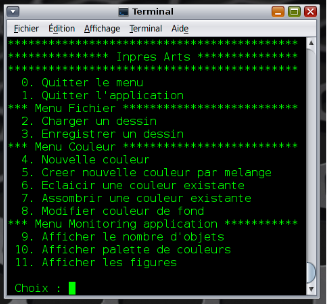 Terminal
Fichier Édition Affichage Terminal Aide
******************************************
*************** Inpres Arts ***************
******************************************
0. Quitter le menu
1. Quitter l'application
*** Menu Fichier *************************
2. Charger un dessin
3. Enregistrer un dessin
*** Menu Couleur *************************
4. Nouvelle couleur
5. Creer nouvelle couleur par melange
6. Eclaicir une couleur existante
7. Assombrir une couleur existante
8. Modifier couleur de fond
*** Menu Monitoring application ***********
9. Afficher le nombre d'objets
10. Afficher palette de couleurs
11. Afficher les figures
Choix :